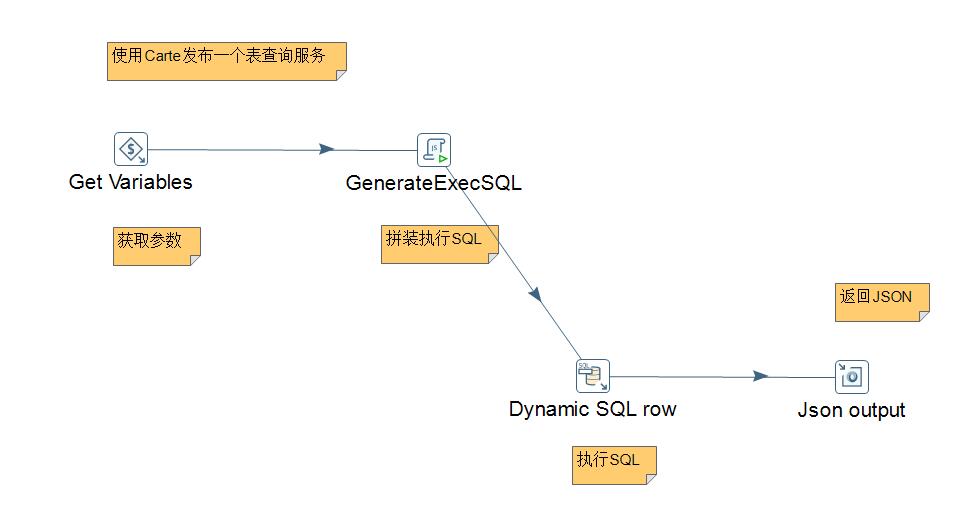 使用Carte发布一个表查询服务
Get Variables
GenerateExecSQL
获取参数
拼装执行SQL
返回JSON
Dynamic SQL row
Json output
执行SQL